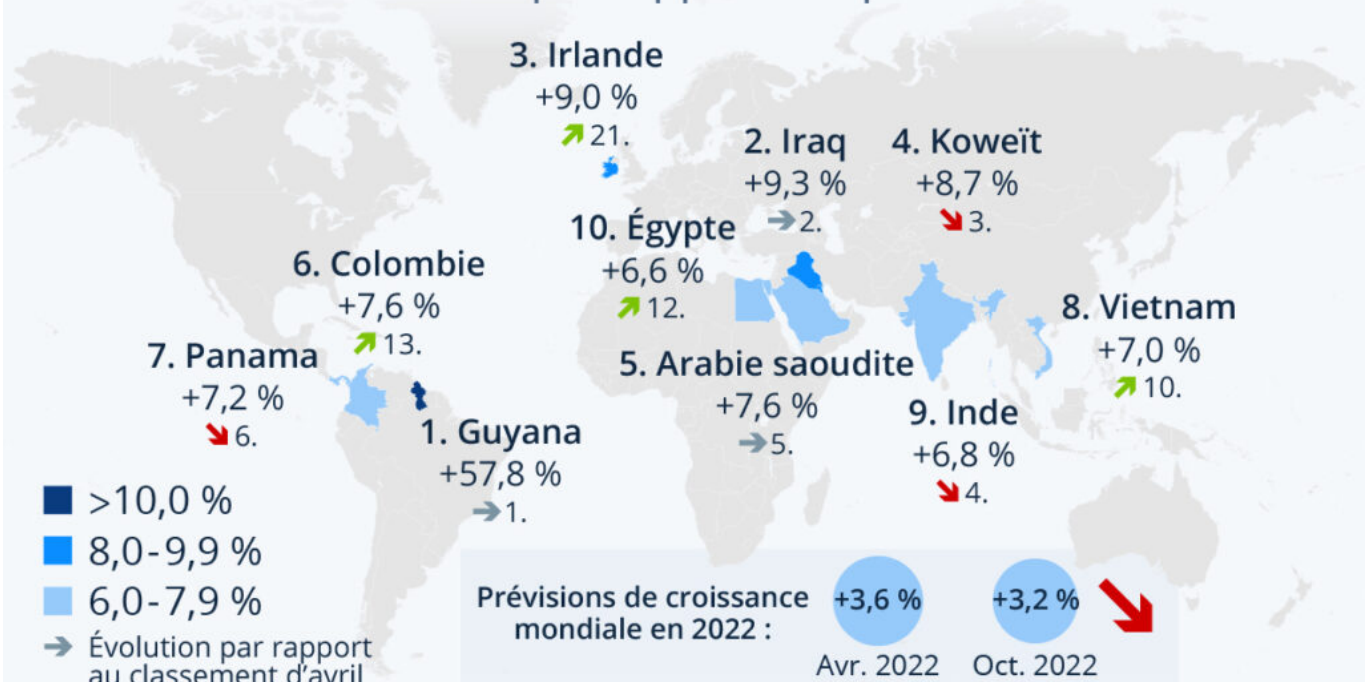 3. Irlande
+9,0 %
21.
2. Iraq
+9,3 %
2.
4. Koweït
+8,7 %
3.
10. Égypte
+6,6 %
12.
6. Colombie
+7,6 %
13.
8. Vietnam
+7,0 %
10.
7. Panama
+7,2 %
6.
5. Arabie saoudite
+7,6 %
5.
9. Inde
+6,8 %
4.
1. Guyana
+57,8 %
1.
>10,0 %
8,0-9,9 %
6,0-7,9 %
Évolution par rapport
au classement d'avril
Prévisions de croissance
mondiale en 2022 :
+3,6 %
Avr. 2022
+3,2 %
Oct. 2022